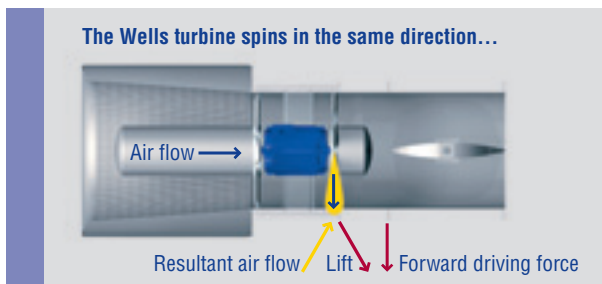 The Wells turbine spins in the same direction…
Air flow
Resultant air flow
Lift
Forward driving force